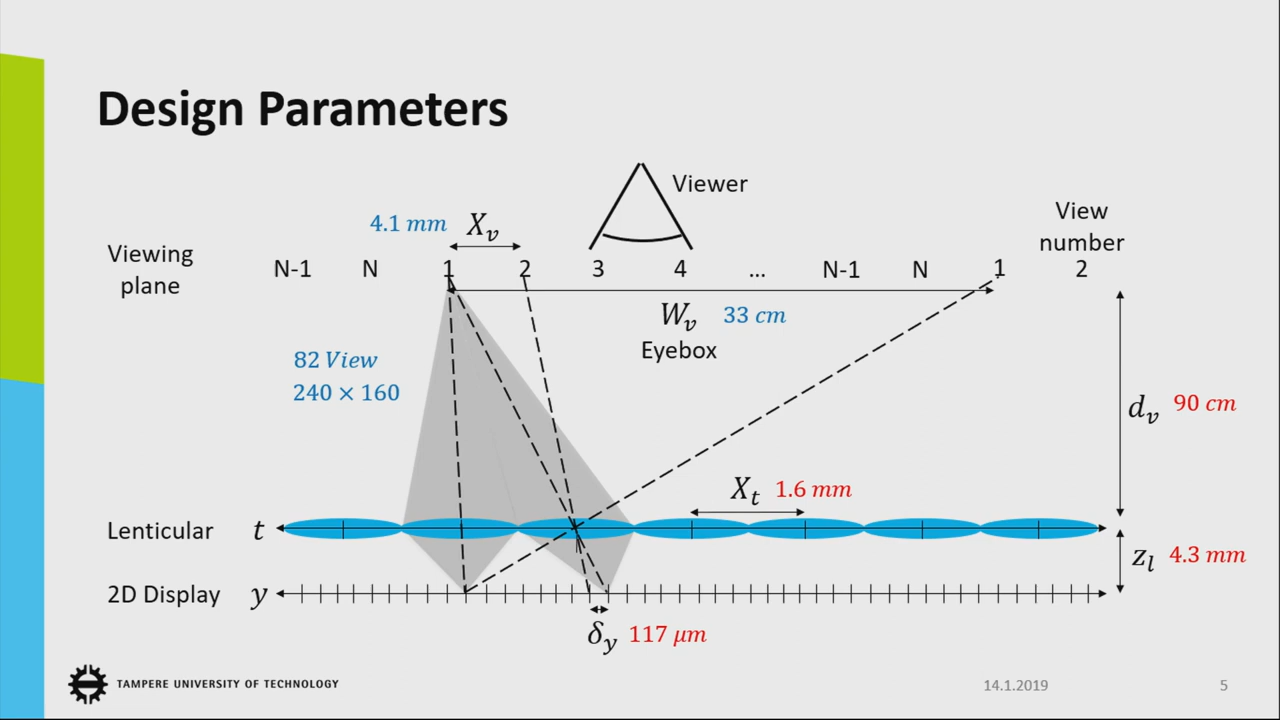 Design Parameters
Viewer
4.1 mm X_v
View
number
Viewing
plane
N-1 N 1 2 3 4 ... N-1 N 1 2
W_v 33 cm
Eyebox
82 View
240 × 160
d_v 90 cm
X_t 1.6 mm
Lenticular t
z_l 4.3 mm
2D Display y
δ_y 117 μm
TAMPERE UNIVERSITY OF TECHNOLOGY
14.1.2019
5